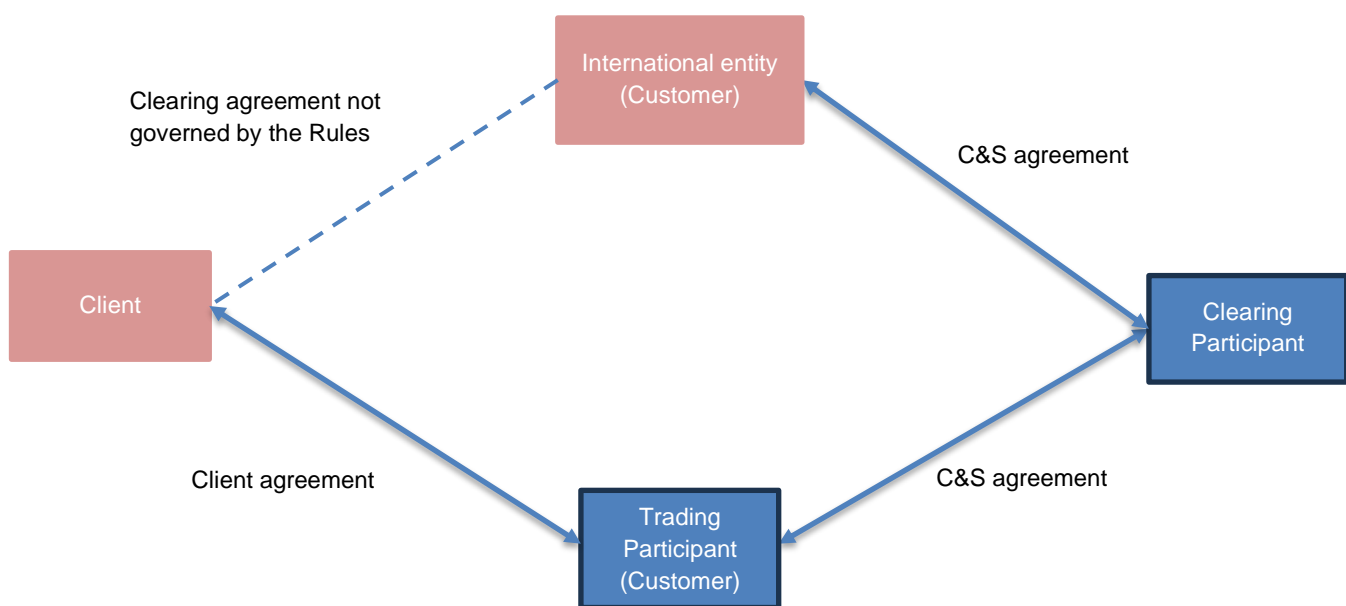 International entity
(Customer)
Clearing agreement not
governed by the Rules
C&S agreement
Client
Clearing
Participant
Client agreement
C&S agreement
Trading
Participant
(Customer)